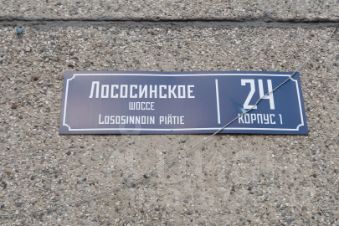 Лососинское
шоссе
Lososinnoin piätie
24
корпус 1